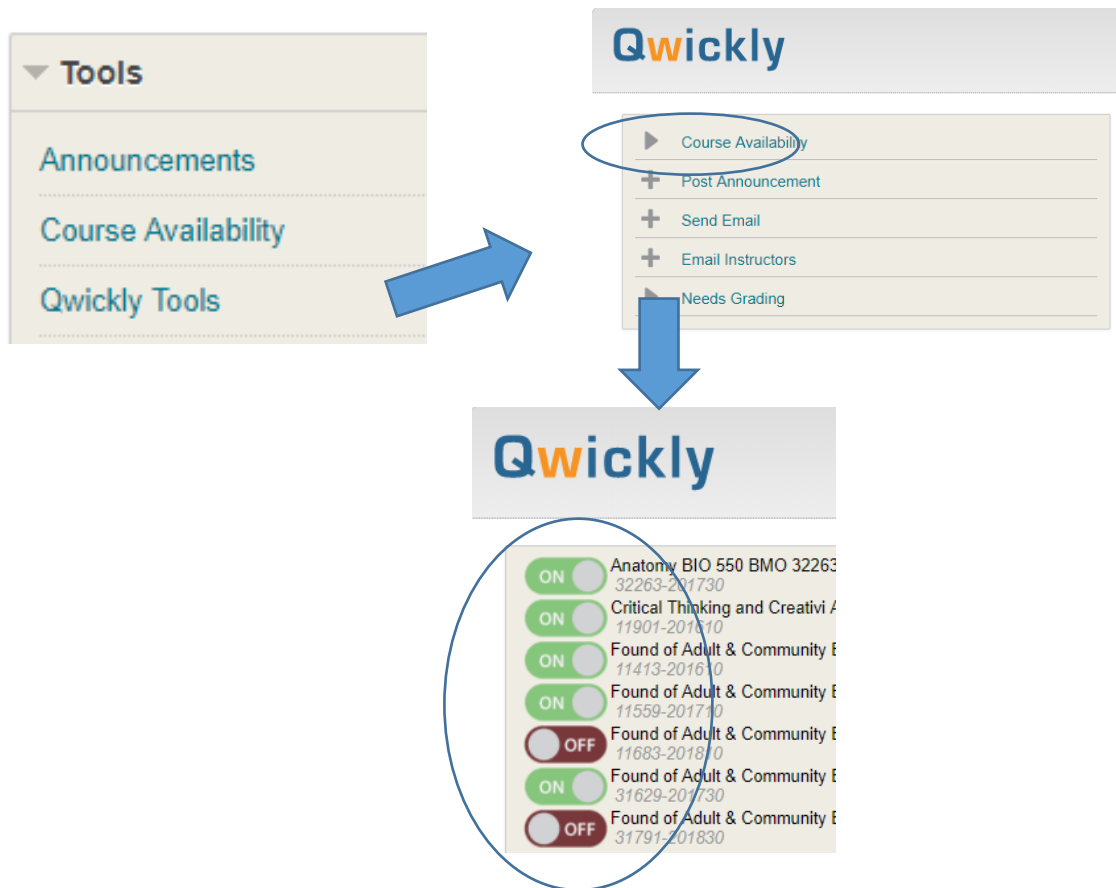 Tools
Announcements
Course Availability
Qwickly Tools
Qwickly
Course Availability
Post Announcement
Send Email
Email Instructors
Needs Grading
Qwickly
ON Anatomy BIO 550 BMO 32263
32263-201730
ON Critical Thinking and Creativi A
11901-201610
ON Found of Adult & Community E
11413-201610
ON Found of Adult & Community E
11559-201710
OFF Found of Adult & Community E
11683-201810
ON Found of Adult & Community E
31629-201730
OFF Found of Adult & Community E
31791-201830